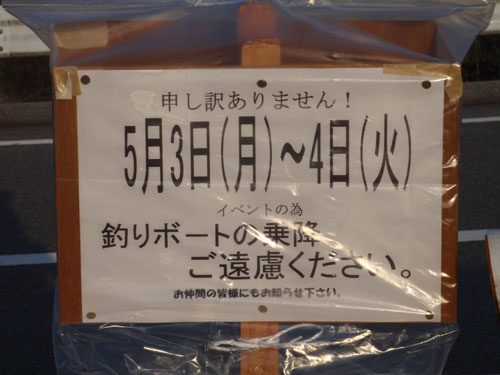 申し訳ありません！
5月3日(月)～4日(火)
イベントの為
釣りボートの乗降
ご遠慮ください。
お仲間の皆様にもお知らせ下さい。